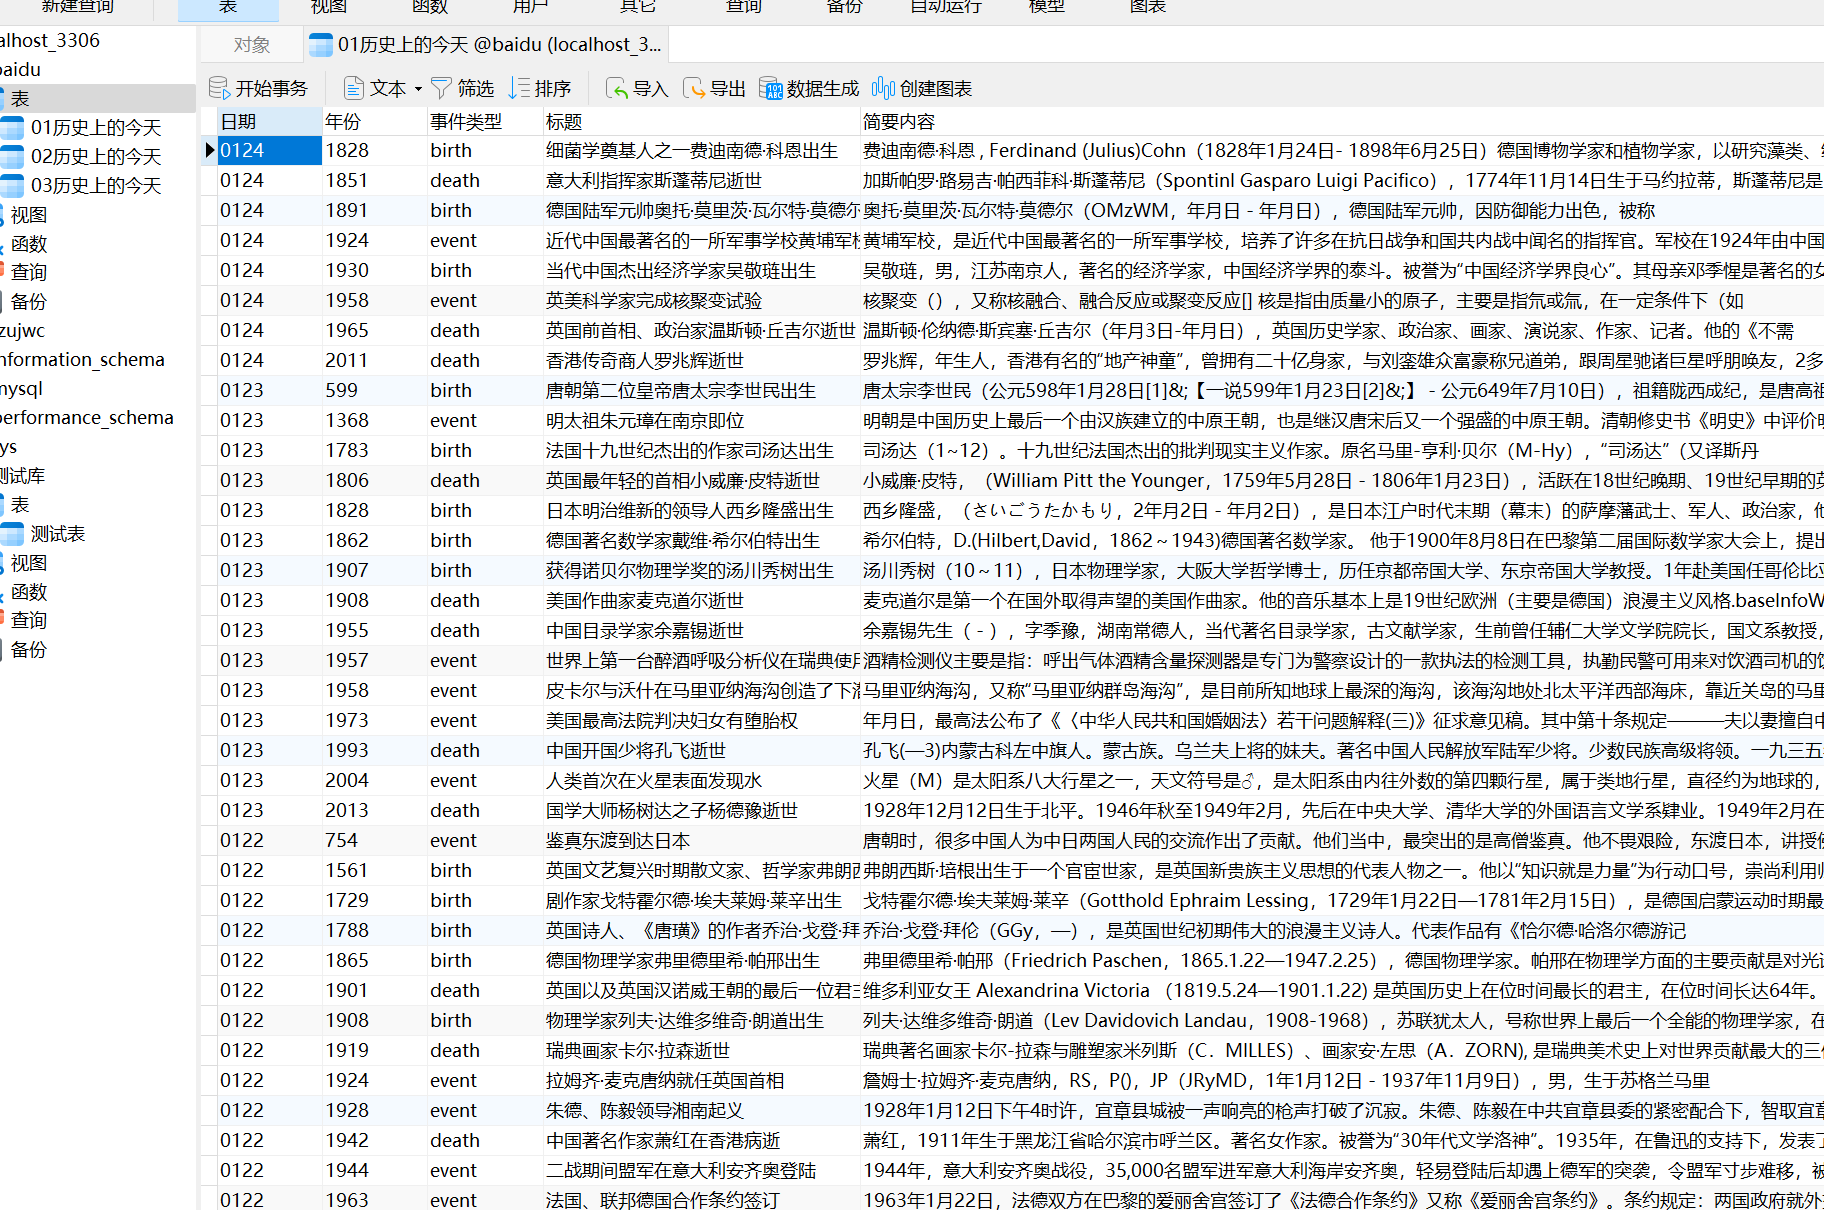 新建查询 表 视图 函数 用户 其它 查询 备份 自动运行 模型 图表
alhost_3306
baidu
表
01历史上的今天
02历史上的今天
03历史上的今天
视图
函数
查询
备份
zujwc
nformation_schema
mysql
performance_schema
ys
测试库
表
测试表
视图
函数
查询
备份
对象 01历史上的今天 @baidu (localhost_3...
开始事务 文本 筛选 排序 导入 导出 数据生成 创建图表
日期 年份 事件类型 标题 简要内容
0124 1828 birth 细菌学奠基人之一费迪南德·科恩出生 费迪南德·科恩 , Ferdinand (Julius)Cohn（1828年1月24日- 1898年6月25日）德国博物学家和植物学家，以研究藻类、
0124 1851 death 意大利指挥家斯蓬蒂尼逝世 加斯帕罗·路易吉·帕西菲科·斯蓬蒂尼（Spontinl Gasparo Luigi Pacifico），1774年11月14日生于马约拉蒂，斯蓬蒂尼是
0124 1891 birth 德国陆军元帅奥托·莫里茨·瓦尔特·莫德尔 奥托·莫里茨·瓦尔特·莫德尔（OMzWM，年月日 - 年月日），德国陆军元帅，因防御能力出色，被称
0124 1924 event 近代中国最著名的一所军事学校黄埔军校 黄埔军校，是近代中国最著名的一所军事学校，培养了许多在抗日战争和国共内战中闻名的指挥官。军校在1924年由中国
0124 1930 birth 当代中国杰出经济学家吴敬琏出生 吴敬琏，男，江苏南京人，著名的经济学家，中国经济学界的泰斗。被誉为“中国经济学界良心”。其母亲邓季惺是著名的女
0124 1958 event 英美科学家完成核聚变试验 核聚变（），又称核融合、融合反应或聚变反应[] 核是指由质量小的原子，主要是指氘或氚，在一定条件下（如
0124 1965 death 英国前首相、政治家温斯顿·丘吉尔逝世 温斯顿·伦纳德·斯宾塞·丘吉尔（年月3日-年月日），英国历史学家、政治家、画家、演说家、作家、记者。他的《不需
0124 2011 death 香港传奇商人罗兆辉逝世 罗兆辉，年生人，香港有名的“地产神童”，曾拥有二十亿身家，与刘銮雄众富豪称兄道弟，跟周星驰诸巨星呼朋唤友，2多
0123 599 birth 唐朝第二位皇帝唐太宗李世民出生 唐太宗李世民（公元598年1月28日[1]&;【一说599年1月23日[2]&;】 - 公元649年7月10日），祖籍陇西成纪，是唐高祖
0123 1368 event 明太祖朱元璋在南京即位 明朝是中国历史上最后一个由汉族建立的中原王朝，也是继汉唐宋后又一个强盛的中原王朝。清朝修史书《明史》中评价明
0123 1783 birth 法国十九世纪杰出的作家司汤达出生 司汤达（1~12）。十九世纪法国杰出的批判现实主义作家。原名马里-亨利·贝尔（M-Hy），“司汤达”（又译斯丹
0123 1806 death 英国最年轻的首相小威廉·皮特逝世 小威廉·皮特，（William Pitt the Younger，1759年5月28日 - 1806年1月23日），活跃在18世纪晚期、19世纪早期的英
0123 1828 birth 日本明治维新的领导人西乡隆盛出生 西乡隆盛，（さいごうたかもり，2年月2日 - 年月2日），是日本江户时代末期（幕末）的萨摩藩武士、军人、政治家，他
0123 1862 birth 德国著名数学家戴维·希尔伯特出生 希尔伯特，D.(Hilbert,David，1862～1943)德国著名数学家。 他于1900年8月8日在巴黎第二届国际数学家大会上，提出
0123 1907 birth 获得诺贝尔物理学奖的汤川秀树出生 汤川秀树（10～11），日本物理学家，大阪大学哲学博士，历任京都帝国大学、东京帝国大学教授。1年赴美国任哥伦比亚
0123 1908 death 美国作曲家麦克道尔逝世 麦克道尔是第一个在国外取得声望的美国作曲家。他的音乐基本上是19世纪欧洲（主要是德国）浪漫主义风格.baseInfoW
0123 1955 death 中国目录学家余嘉锡逝世 余嘉锡先生（ - ），字季豫，湖南常德人，当代著名目录学家，古文献学家，生前曾任辅仁大学文学院院长，国文系教授，
0123 1957 event 世界上第一台醉酒呼吸分析仪在瑞典使用 酒精检测仪主要是指：呼出气体酒精含量探测器是专门为警察设计的一款执法的检测工具，执勤民警可用来对饮酒司机的饮
0123 1958 event 皮卡尔与沃什在马里亚纳海沟创造了下潜 马里亚纳海沟，又称“马里亚纳群岛海沟”，是目前所知地球上最深的海沟，该海沟地处北太平洋西部海床，靠近关岛的马里
0123 1973 event 美国最高法院判决妇女有堕胎权 年月日，最高法公布了《〈中华人民共和国婚姻法〉若干问题解释(三)》征求意见稿。其中第十条规定———夫以妻擅自中
0123 1993 death 中国开国少将孔飞逝世 孔飞(—3)内蒙古科左中旗人。蒙古族。乌兰夫上将的妹夫。著名中国人民解放军陆军少将。少数民族高级将领。一九三五
0123 2004 event 人类首次在火星表面发现水 火星（M）是太阳系八大行星之一，天文符号是♂，是太阳系由内往外数的第四颗行星，属于类地行星，直径约为地球的，
0123 2013 death 国学大师杨树达之子杨德豫逝世 1928年12月12日生于北平。1946年秋至1949年2月，先后在中央大学、清华大学的外国语言文学系肄业。1949年2月在
0122 754 event 鉴真东渡到达日本 唐朝时，很多中国人为中日两国人民的交流作出了贡献。他们当中，最突出的是高僧鉴真。他不畏艰险，东渡日本，讲授佛
0122 1561 birth 英国文艺复兴时期散文家、哲学家弗朗西 弗朗西斯·培根出生于一个官宦世家，是英国新贵族主义思想的代表人物之一。他以“知识就是力量”为行动口号，崇尚利用
0122 1729 birth 剧作家戈特霍尔德·埃夫莱姆·莱辛出生 戈特霍尔德·埃夫莱姆·莱辛（Gotthold Ephraim Lessing，1729年1月22日—1781年2月15日），是德国启蒙运动时期最
0122 1788 birth 英国诗人、《唐璜》的作者乔治·戈登·拜 乔治·戈登·拜伦（GGy，—），是英国世纪初期伟大的浪漫主义诗人。代表作品有《恰尔德·哈洛尔德游记
0122 1865 birth 德国物理学家弗里德里希·帕邢出生 弗里德里希·帕邢（Friedrich Paschen，1865.1.22—1947.2.25），德国物理学家。帕邢在物理学方面的主要贡献是对光谱
0122 1901 death 英国以及英国汉诺威王朝的最后一位君主 维多利亚女王 Alexandrina Victoria （1819.5.24—1901.1.22) 是英国历史上在位时间最长的君主，在位时间长达64年。
0122 1908 birth 物理学家列夫·达维多维奇·朗道出生 列夫·达维多维奇·朗道（Lev Davidovich Landau，1908-1968），苏联犹太人，号称世界上最后一个全能的物理学家，在
0122 1919 death 瑞典画家卡尔·拉森逝世 瑞典著名画家卡尔-拉森与雕塑家米列斯（C．MILLES）、画家安·左思（A．ZORN), 是瑞典美术史上对世界贡献最大的三位
0122 1924 event 拉姆齐·麦克唐纳就任英国首相 詹姆士·拉姆齐·麦克唐纳，RS，P()，JP（JRyMD，1年1月12日 - 1937年11月9日），男，生于苏格兰马里
0122 1928 event 朱德、陈毅领导湘南起义 1928年1月12日下午4时许，宜章县城被一声响亮的枪声打破了沉寂。朱德、陈毅在中共宜章县委的紧密配合下，智取宜章
0122 1942 death 中国著名作家萧红在香港病逝 萧红，1911年生于黑龙江省哈尔滨市呼兰区。著名女作家。被誉为“30年代文学洛神”。1935年，在鲁迅的支持下，发表了
0122 1944 event 二战期间盟军在意大利安齐奥登陆 1944年，意大利安齐奥战役，35,000名盟军进军意大利海岸安齐奥，轻易登陆后却遇上德军的突袭，令盟军寸步难移，被
0122 1963 event 法国、联邦德国合作条约签订 1963年1月22日，法德双方在巴黎的爱丽舍宫签订了《法德合作条约》又称《爱丽舍宫条约》。条约规定：两国政府就外